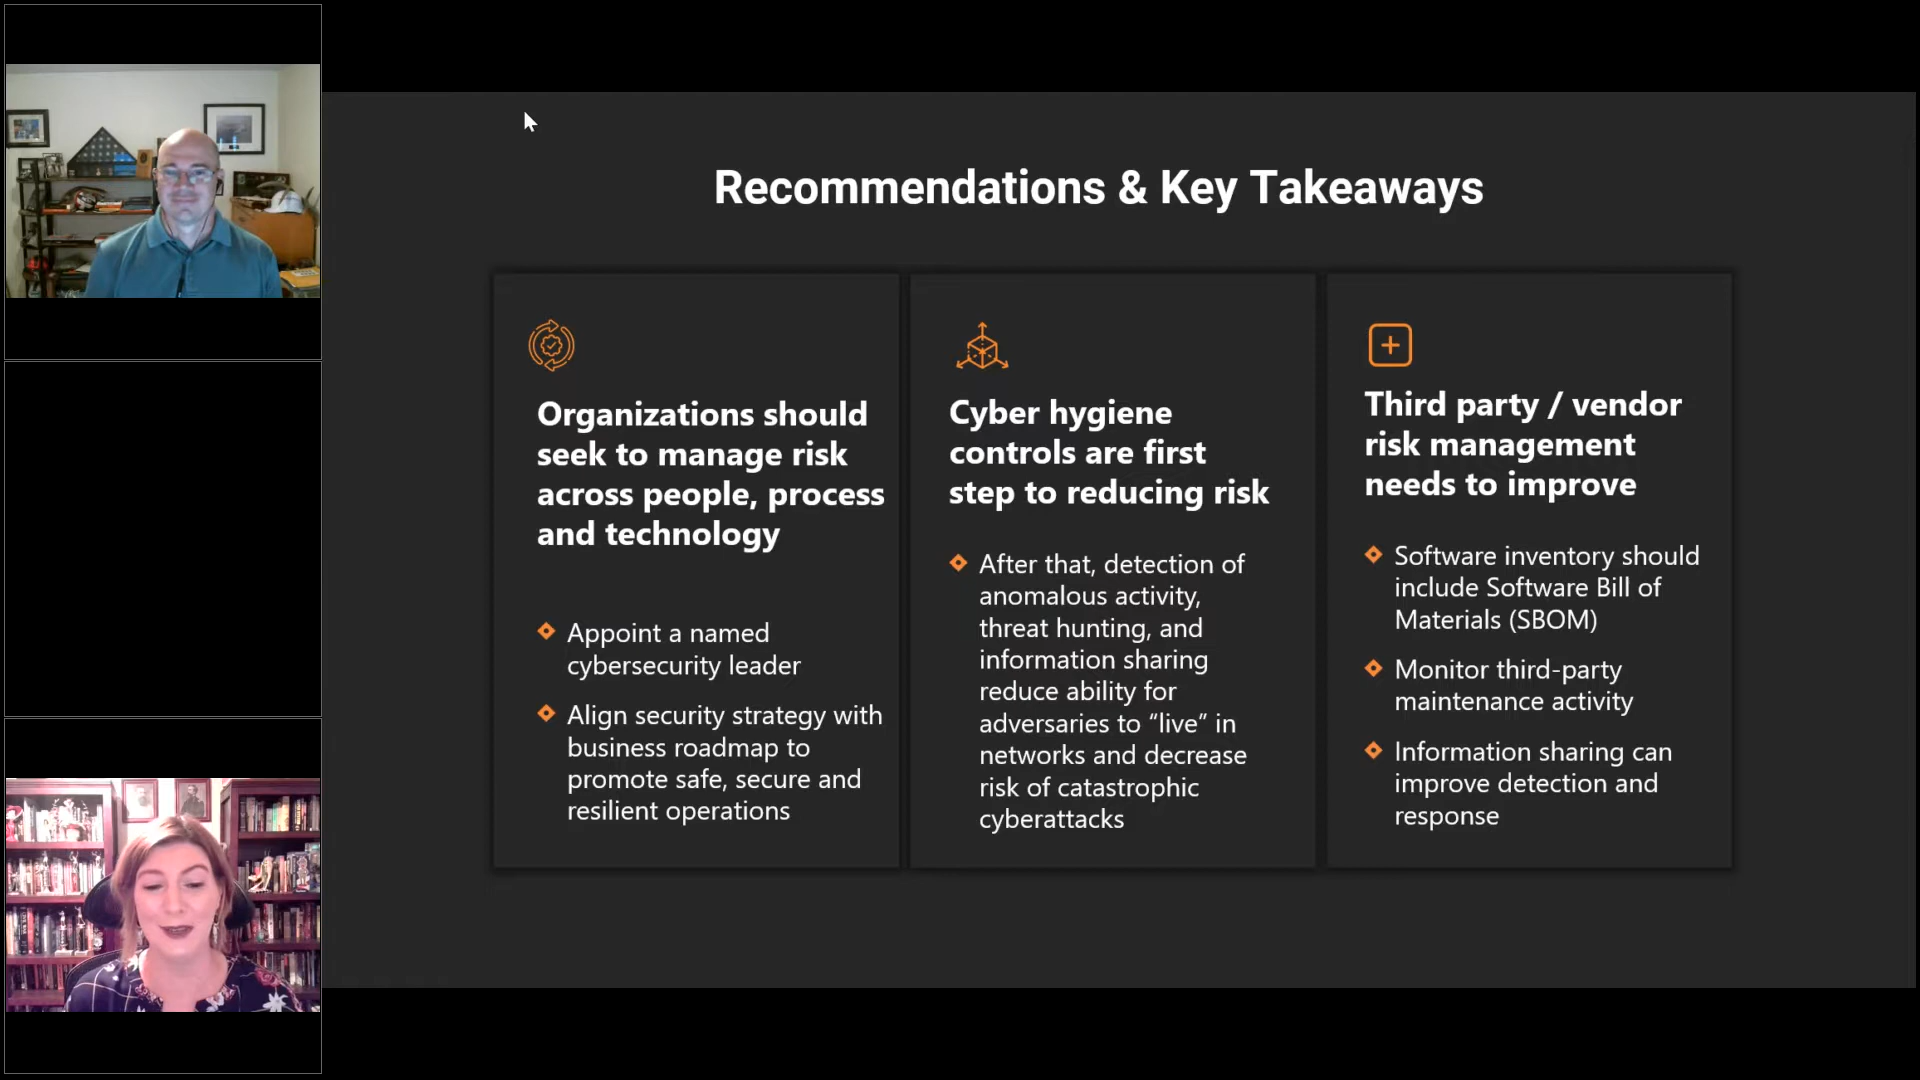 Recommendations & Key Takeaways
Organizations should
seek to manage risk
across people, process
and technology
Appoint a named
cybersecurity leader
Align security strategy with
business roadmap to
promote safe, secure and
resilient operations
Cyber hygiene
controls are first
step to reducing risk
After that, detection of
anomalous activity,
threat hunting, and
information sharing
reduce ability for
adversaries to “live” in
networks and decrease
risk of catastrophic
cyberattacks
Third party / vendor
risk management
needs to improve
Software inventory should
include Software Bill of
Materials (SBOM)
Monitor third-party
maintenance activity
Information sharing can
improve detection and
response